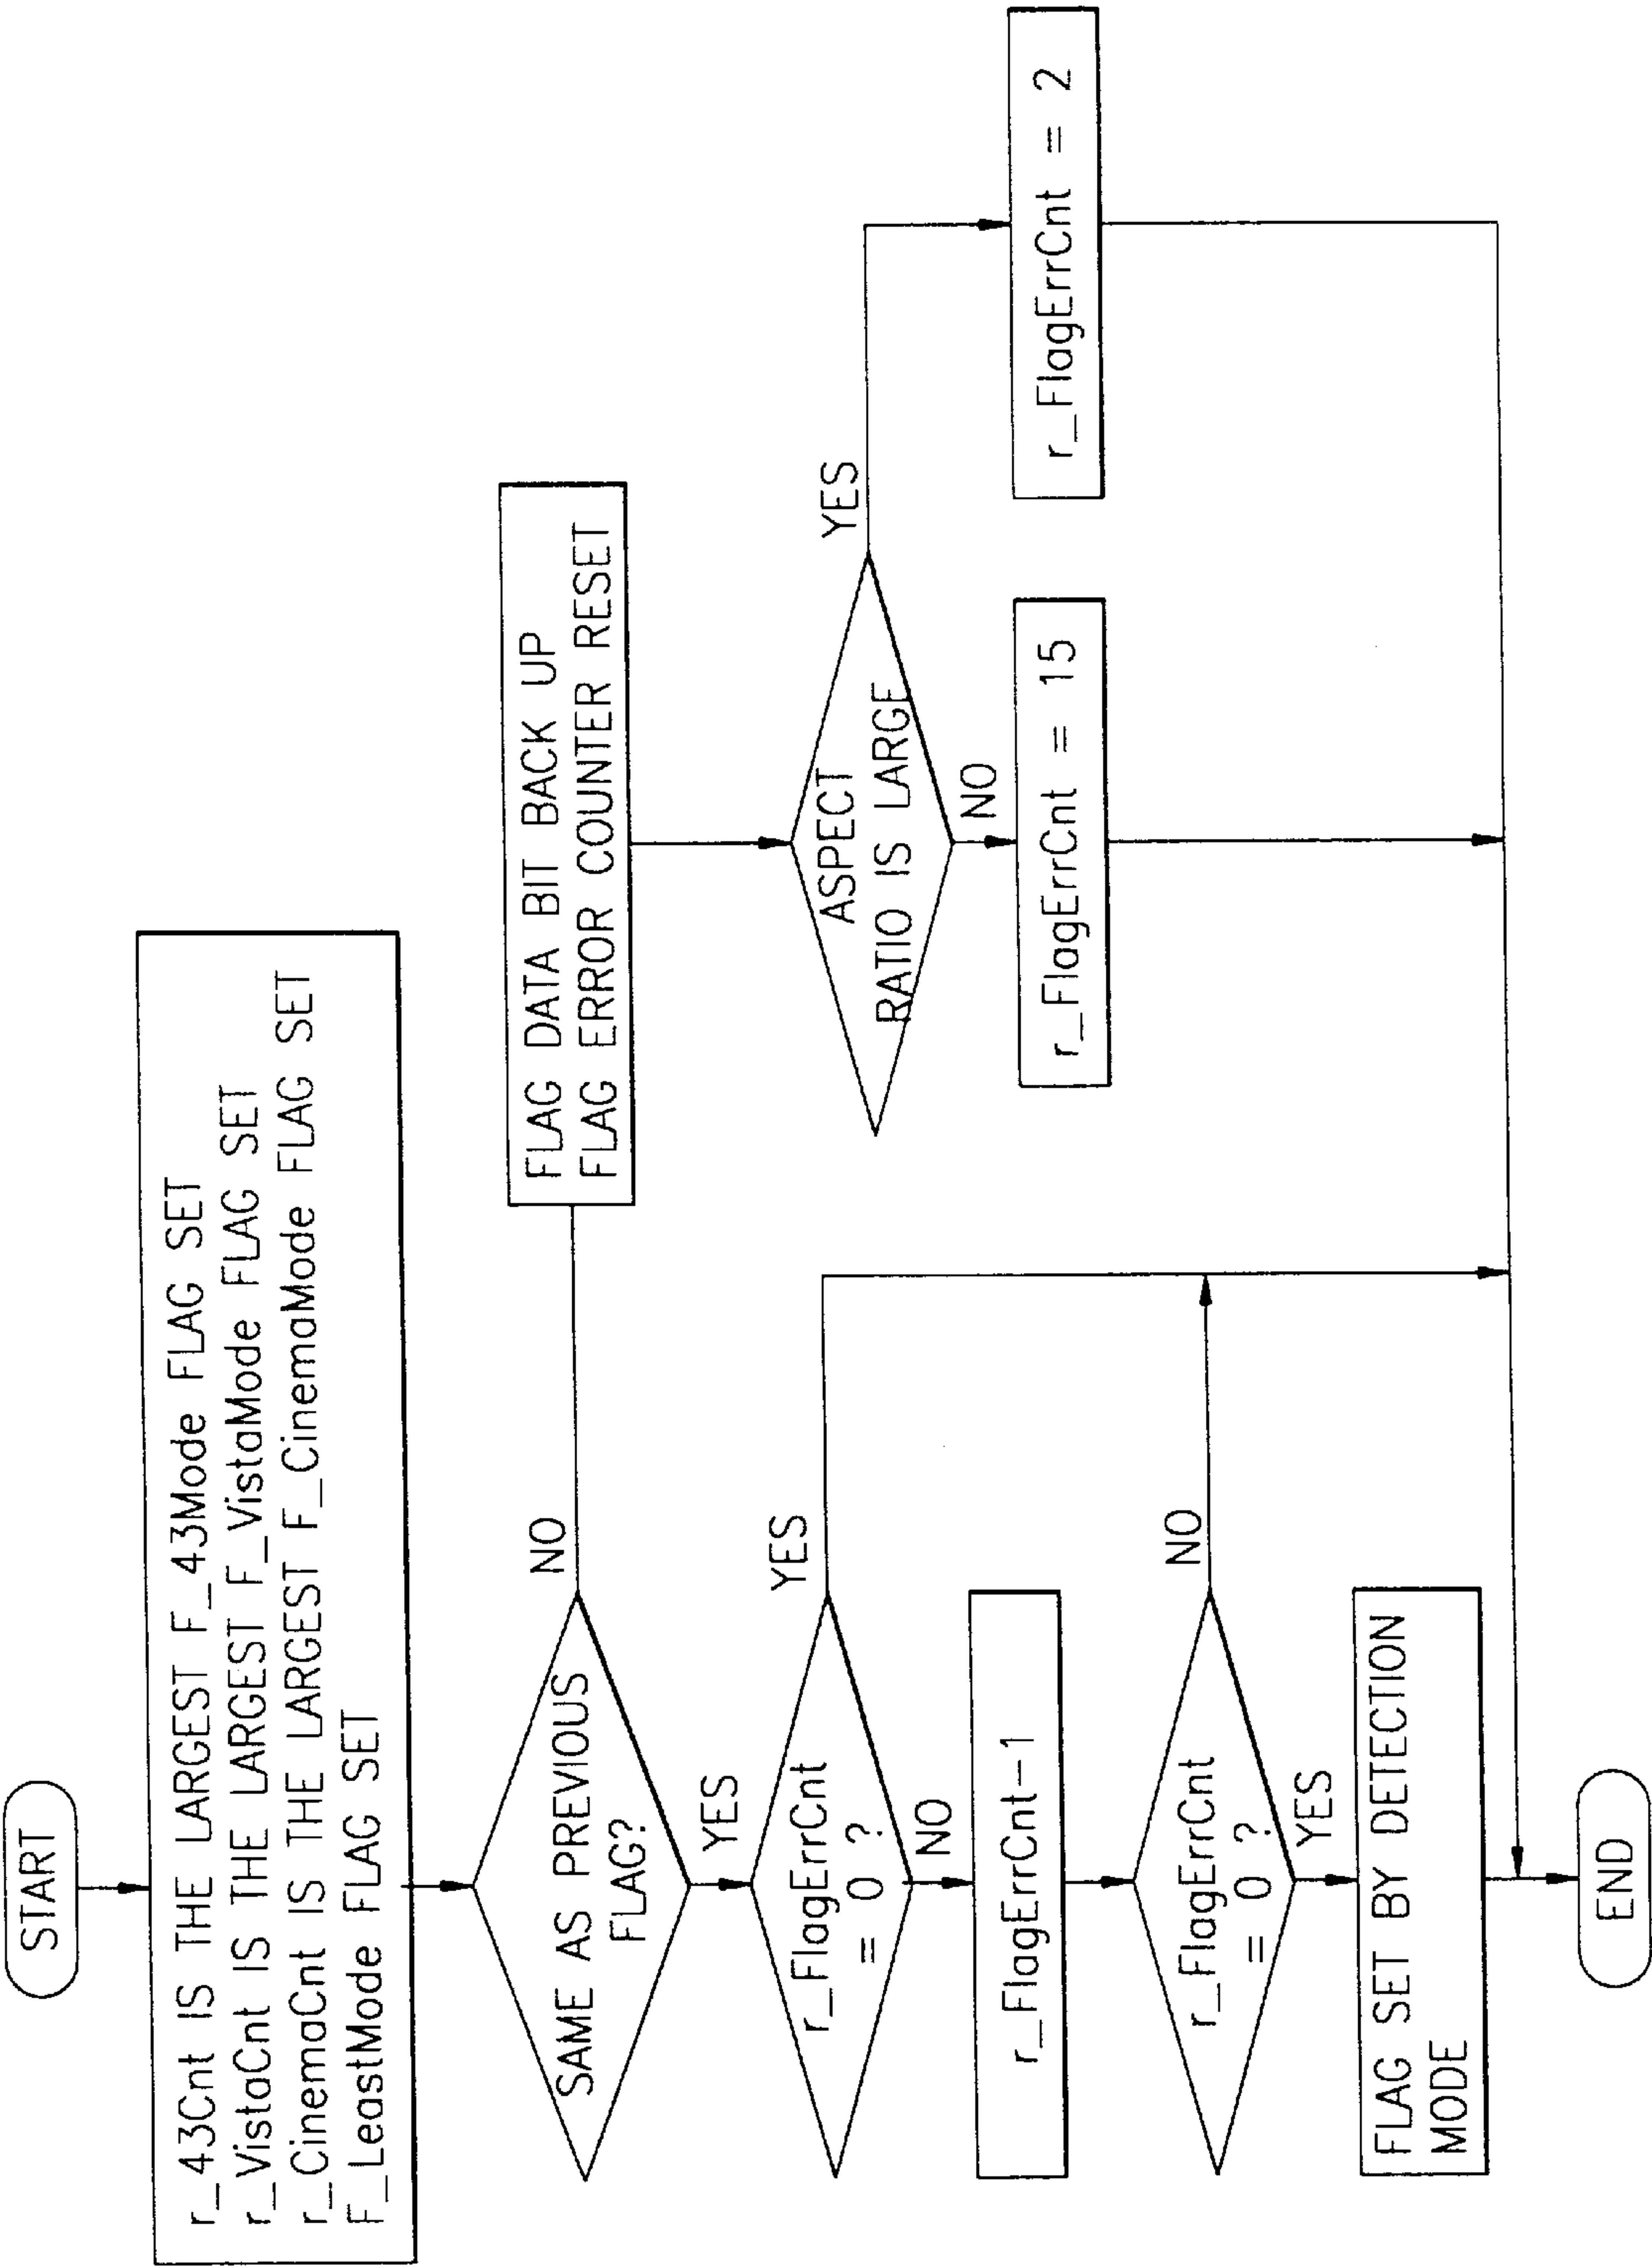 START
r_43Cnt IS THE LARGEST F_43Mode FLAG SET
r_VistaCnt IS THE LARGEST F_VistaMode FLAG SET
r_CinemaCnt IS THE LARGEST F_CinemaMode FLAG SET
F_LeastMode FLAG SET
SAME AS PREVIOUS
FLAG?
NO
YES
FLAG DATA BIT BACK UP
FLAG ERROR COUNTER RESET
r_FlagErrCnt
= 0 ?
YES
NO
ASPECT
RATIO IS LARGE
YES
NO
r_FlagErrCnt-1
r_FlagErrCnt = 15
r_FlagErrCnt = 2
r_FlagErrCnt
= 0 ?
NO
YES
FLAG SET BY DETECTION
MODE
END